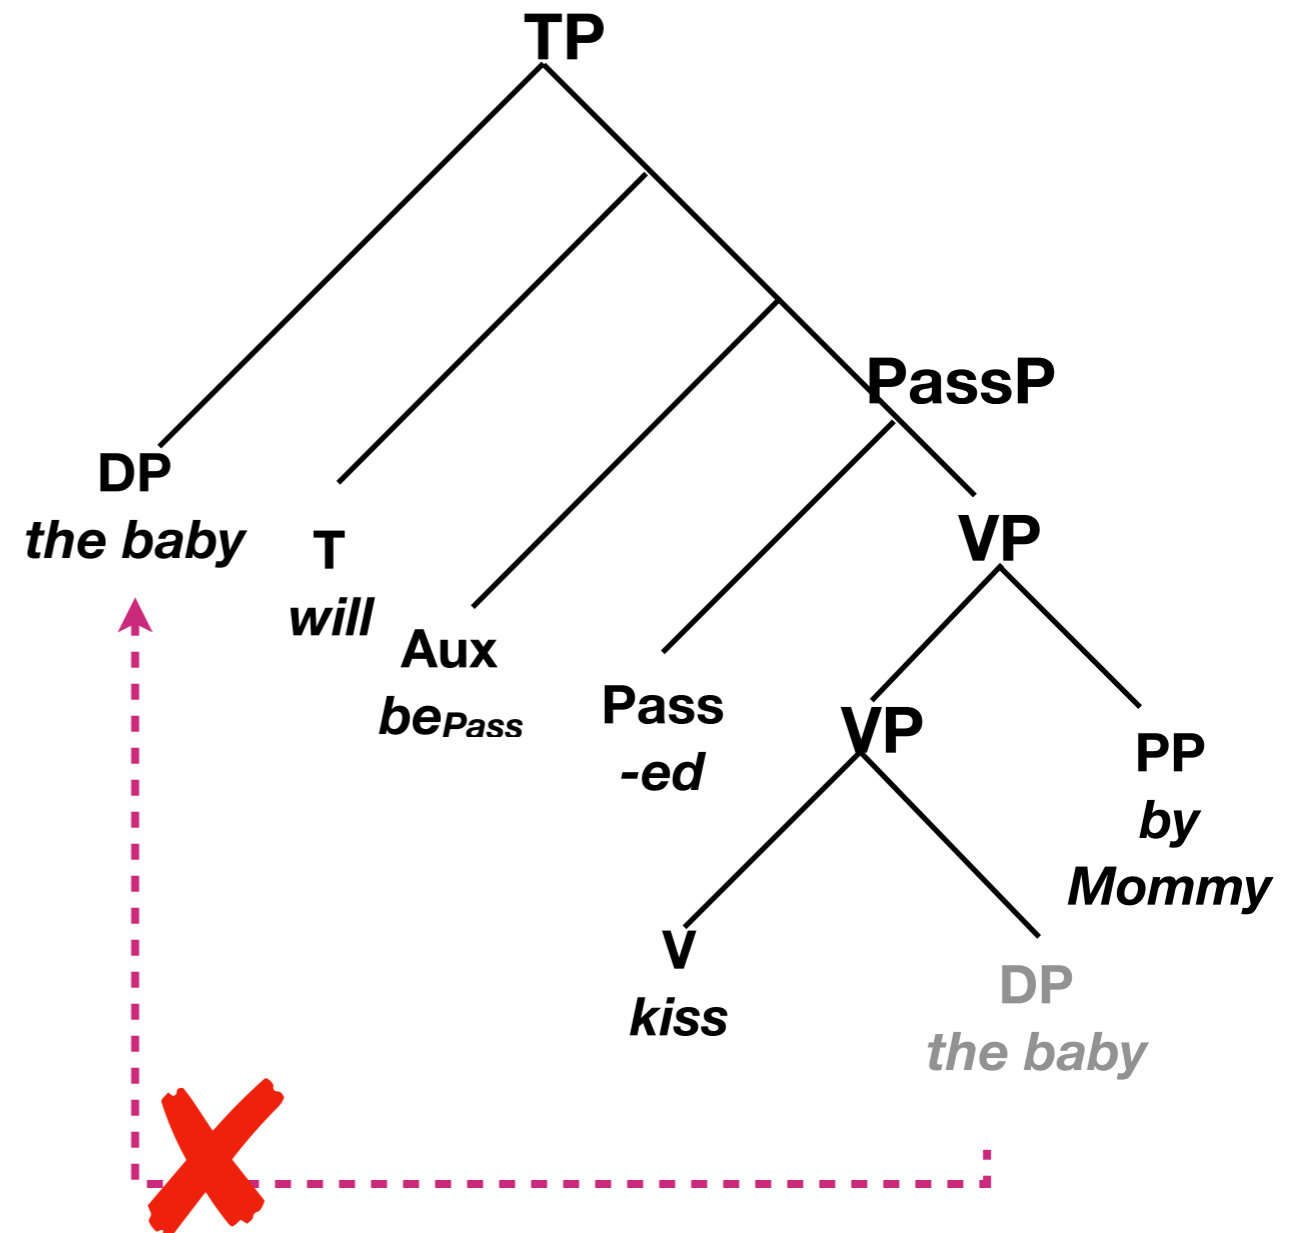 TP
PassP
DP
the baby
T
will
Aux
bePass
Pass
-ed
VP
VP
PP
by
Mommy
V
kiss
DP
the baby